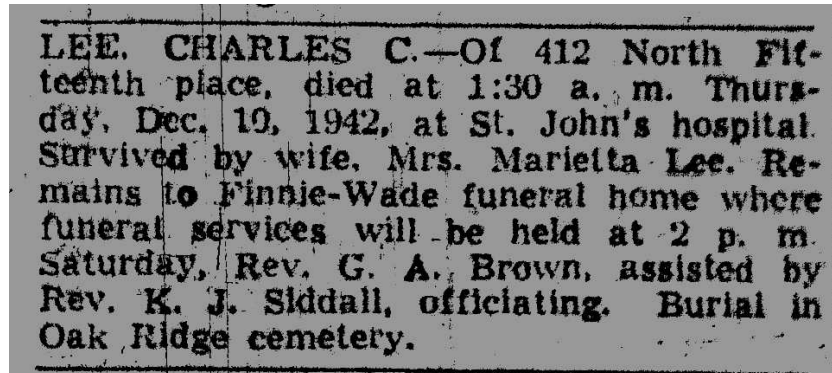 LEE, CHARLES C.—Of 412 North Fif-
teenth place, died at 1:30 a. m. Thurs-
day, Dec. 10, 1942, at St. John's hospital.
Survived by wife, Mrs. Marietta Lee. Re-
mains to Finnie-Wade funeral home where
funeral services will be held at 2 p. m.
Saturday, Rev. G. A. Brown, assisted by
Rev. K. J. Siddall, officiating. Burial in
Oak Ridge cemetery.